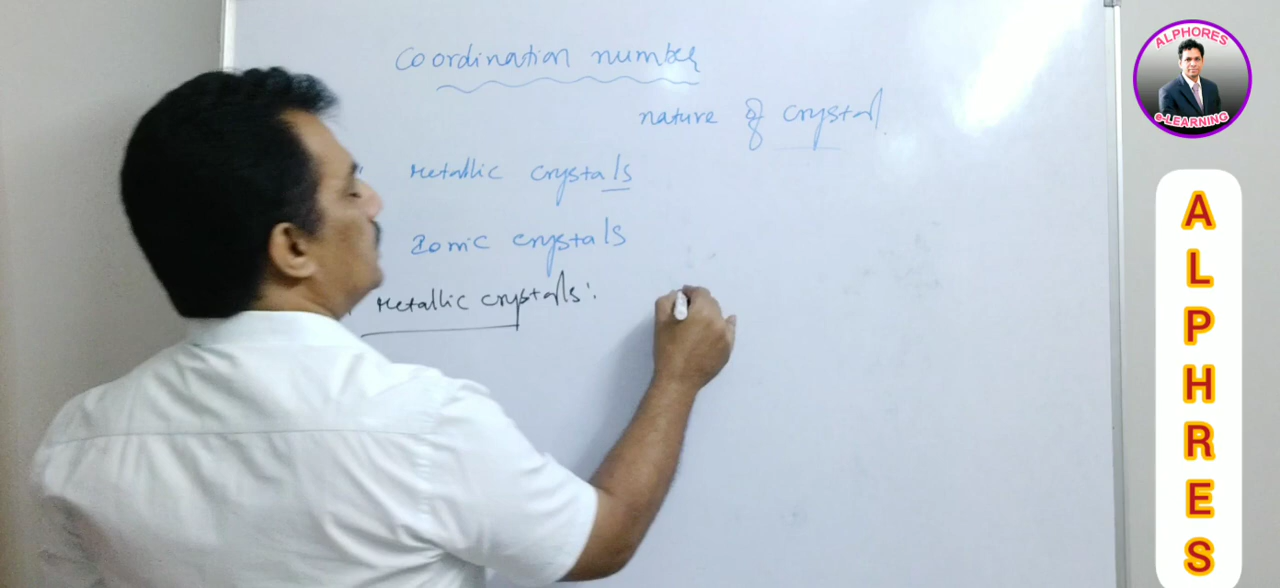 Coordination number
nature of crystal.
Metallic crystals
Ionic crystals
Metallic crystals:
ALPHORES
e-LEARNING
A
L
P
H
R
E
S